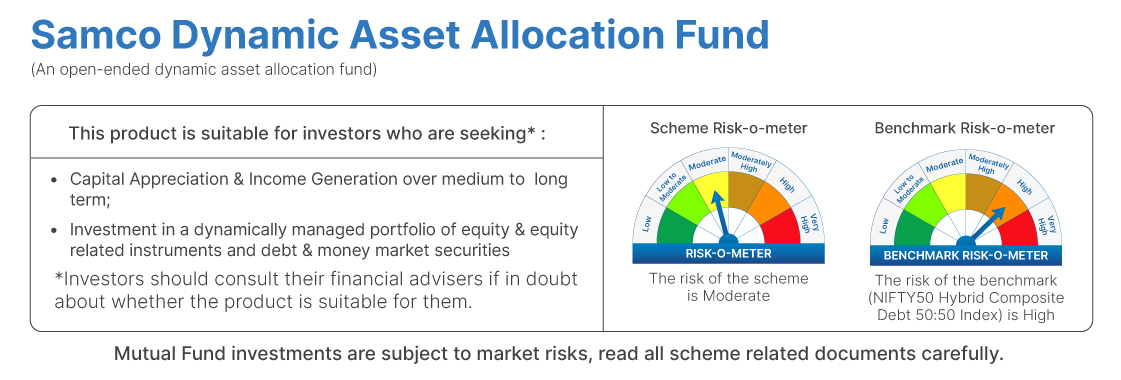 Samco Dynamic Asset Allocation Fund
(An open-ended dynamic asset allocation fund)
This product is suitable for investors who are seeking* :
• Capital Appreciation & Income Generation over medium to long
term;
• Investment in a dynamically managed portfolio of equity & equity
related instruments and debt & money market securities
*Investors should consult their financial advisers if in doubt
about whether the product is suitable for them.
Scheme Risk-o-meter
Low
Low to
Moderate
Moderate
Moderately
High
High
Very
High
RISK-O-METER
The risk of the scheme
is Moderate
Benchmark Risk-o-meter
Low
Low to
Moderate
Moderate
Moderately
High
High
Very
High
BENCHMARK RISK-O-METER
The risk of the benchmark
(NIFTY50 Hybrid Composite
Debt 50:50 Index) is High
Mutual Fund investments are subject to market risks, read all scheme related documents carefully.